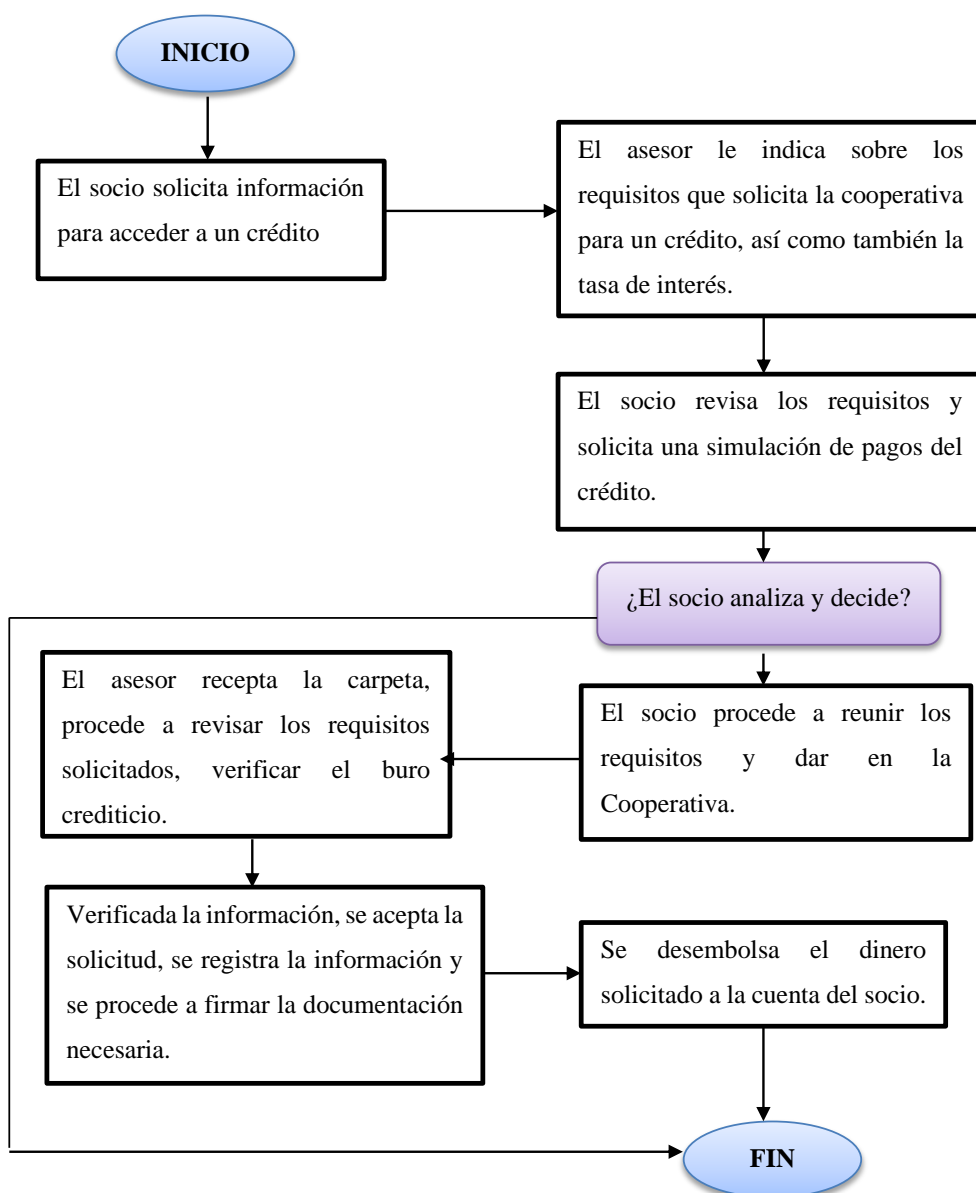 INICIO
El socio solicita información
para acceder a un crédito
El asesor le indica sobre los
requisitos que solicita la cooperativa
para un crédito, así como también la
tasa de interés.
El socio revisa los requisitos y
solicita una simulación de pagos del
crédito.
¿El socio analiza y decide?
El socio procede a reunir los
requisitos y dar en la
Cooperativa.
El asesor recepta la carpeta,
procede a revisar los requisitos
solicitados, verificar el buro
crediticio.
Verificada la información, se acepta la
solicitud, se registra la información y
se procede a firmar la documentación
necesaria.
Se desembolsa el dinero
solicitado a la cuenta del socio.
FIN